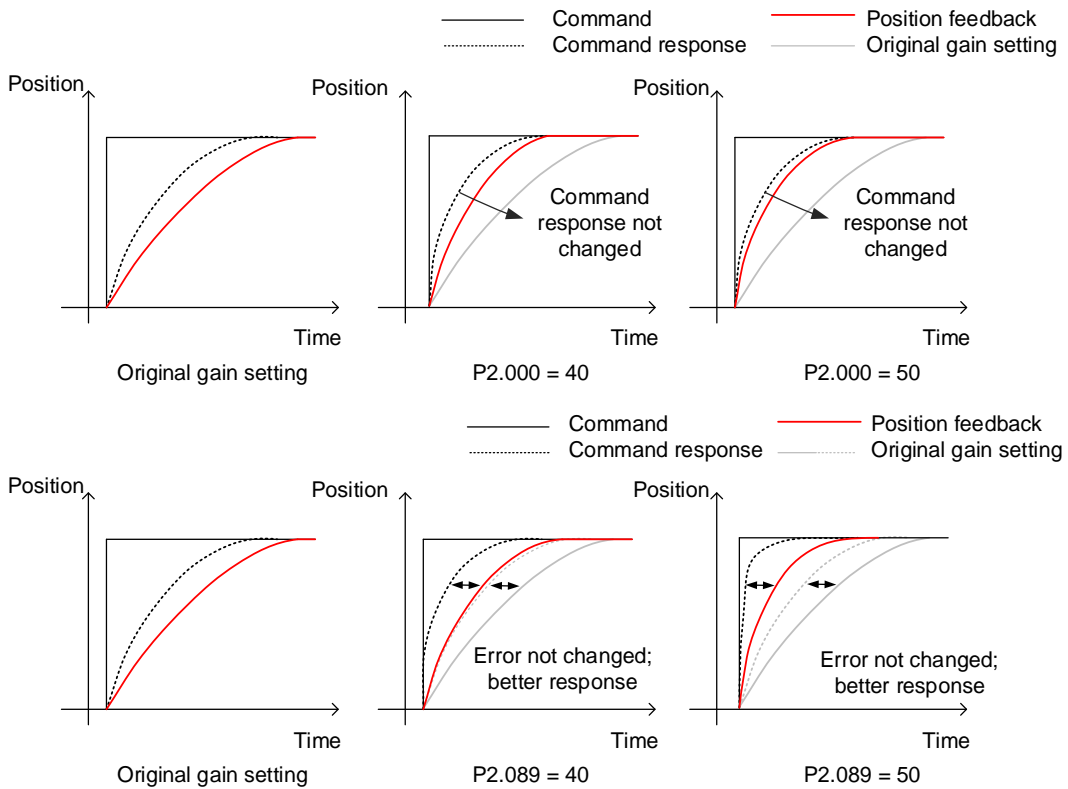 Command
Position feedback
Command response
Original gain setting
Position
Position
Position
Command
response not
changed
Command
response not
changed
Time
Time
Time
Original gain setting
P2.000 = 40
P2.000 = 50
Command
Position feedback
Command response
Original gain setting
Position
Position
Position
Error not changed;
better response
Error not changed;
better response
Time
Time
Time
Original gain setting
P2.089 = 40
P2.089 = 50